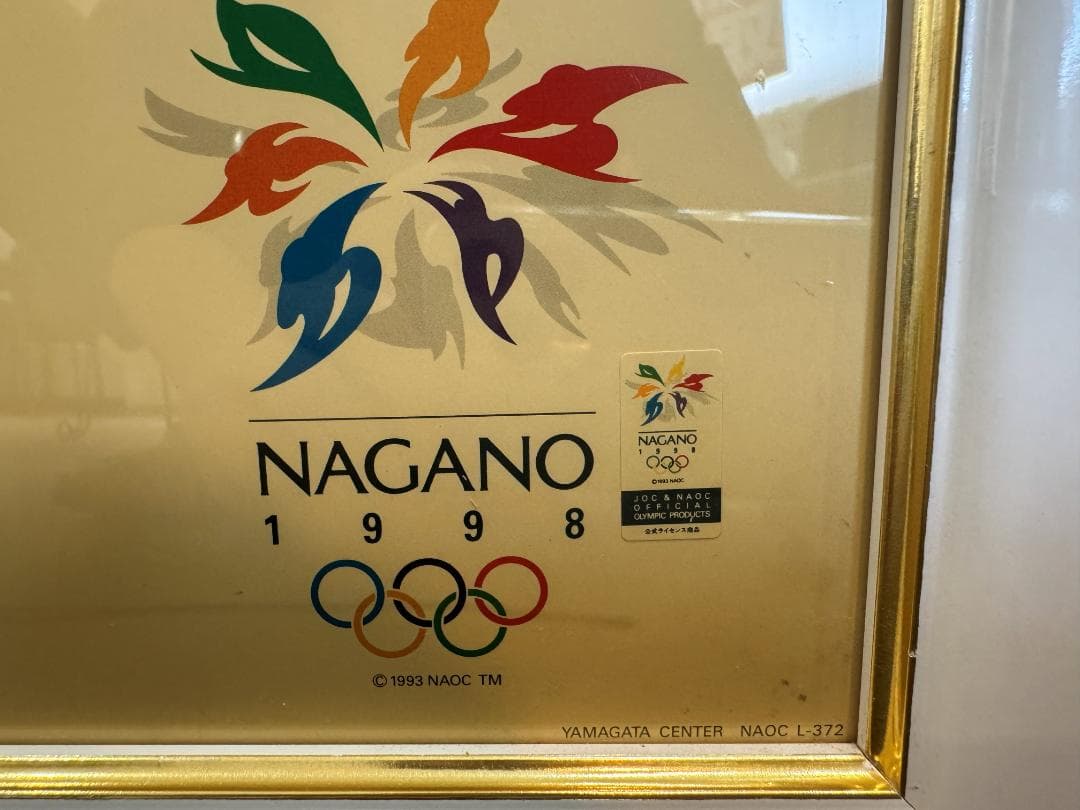 NAGANO
1 9 9 8
© 1993 NAOC TM
NAGANO
1 9 9 8
© 1993 NAOC
JOC & NAOC
OFFICIAL
OLYMPIC PRODUCTS
公式ライセンス商品
YAMAGATA CENTER NAOC L-372